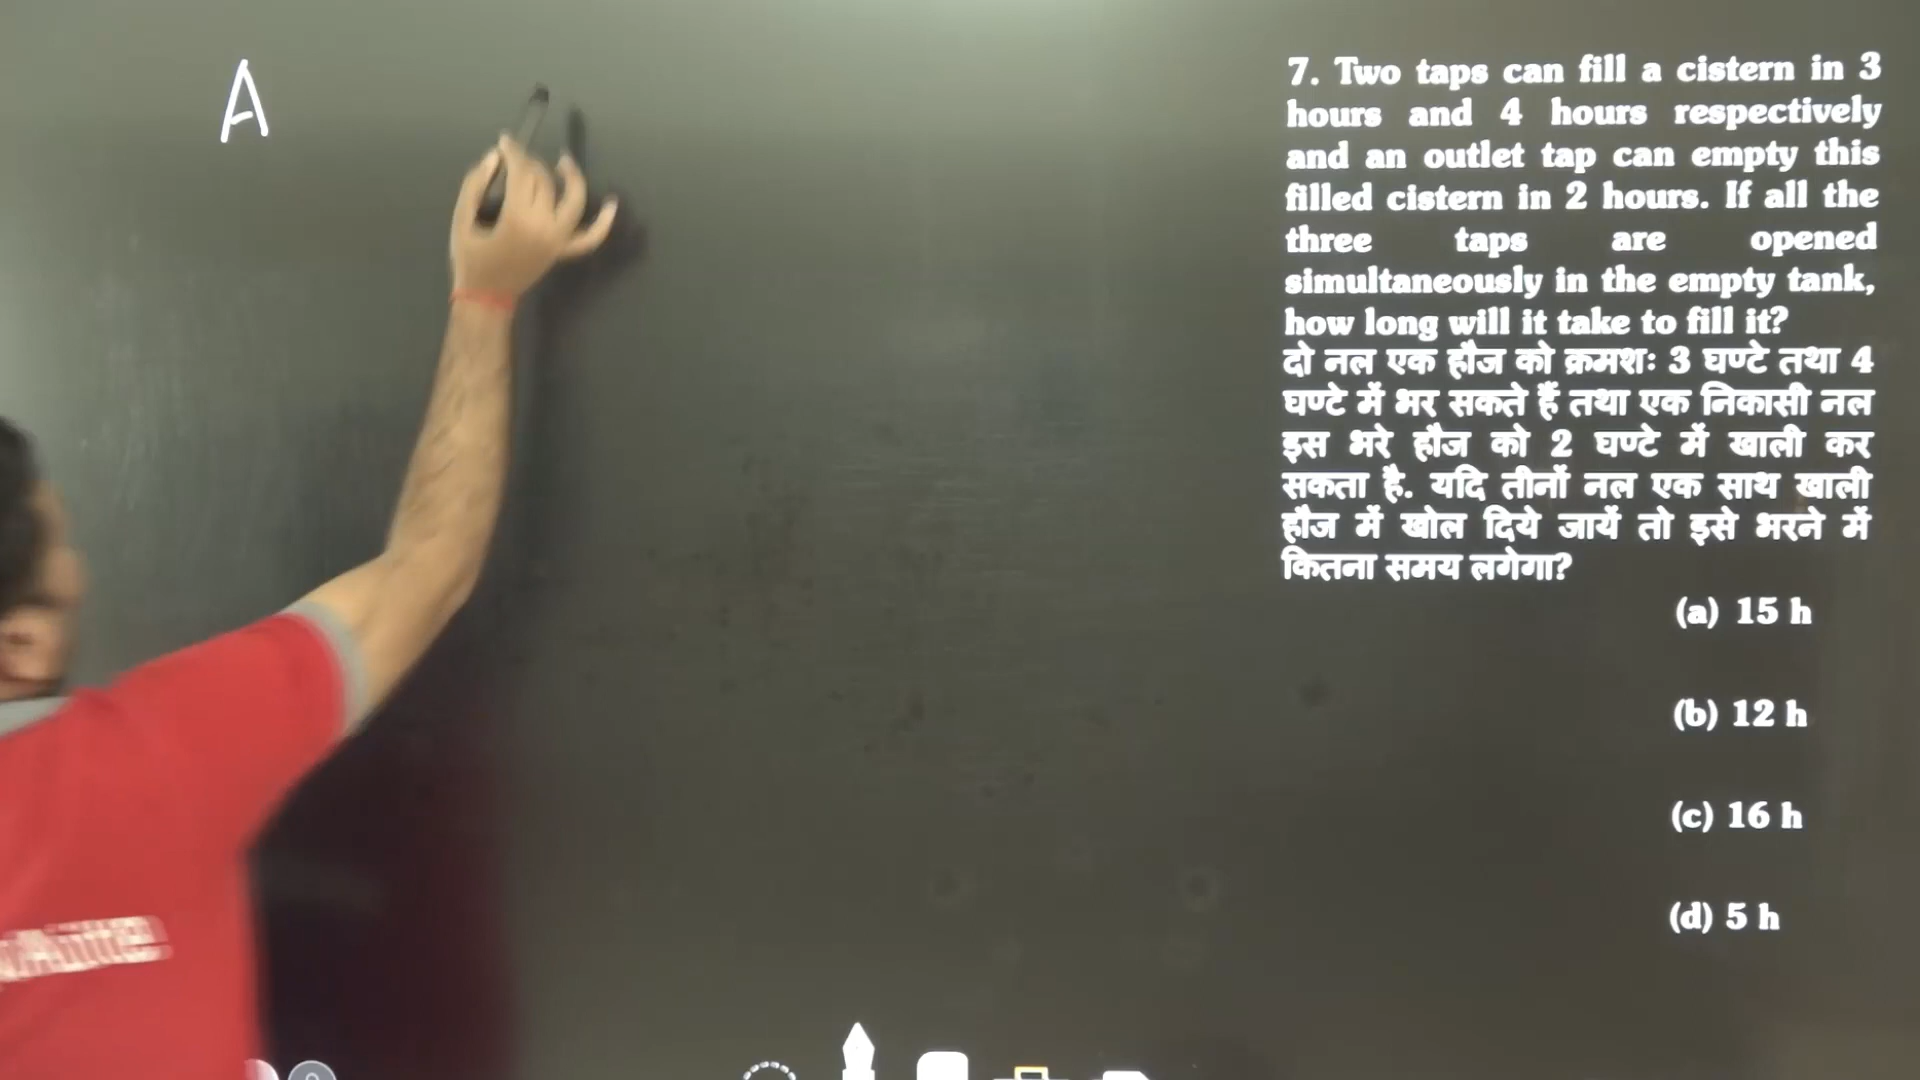 A
7. Two taps can fill a cistern in 3
hours and 4 hours respectively
and an outlet tap can empty this
filled cistern in 2 hours. If all the
three taps are opened
simultaneously in the empty tank,
how long will it take to fill it?
दो नल एक हौज को क्रमशः 3 घण्टे तथा 4
घण्टे में भर सकते हैं तथा एक निकासी नल
इस भरे हौज को 2 घण्टे में खाली कर
सकता है. यदि तीनों नल एक साथ खाली
हौज में खोल दिये जायें तो इसे भरने में
कितना समय लगेगा?
(a) 15 h
(b) 12 h
(c) 16 h
(d) 5 h